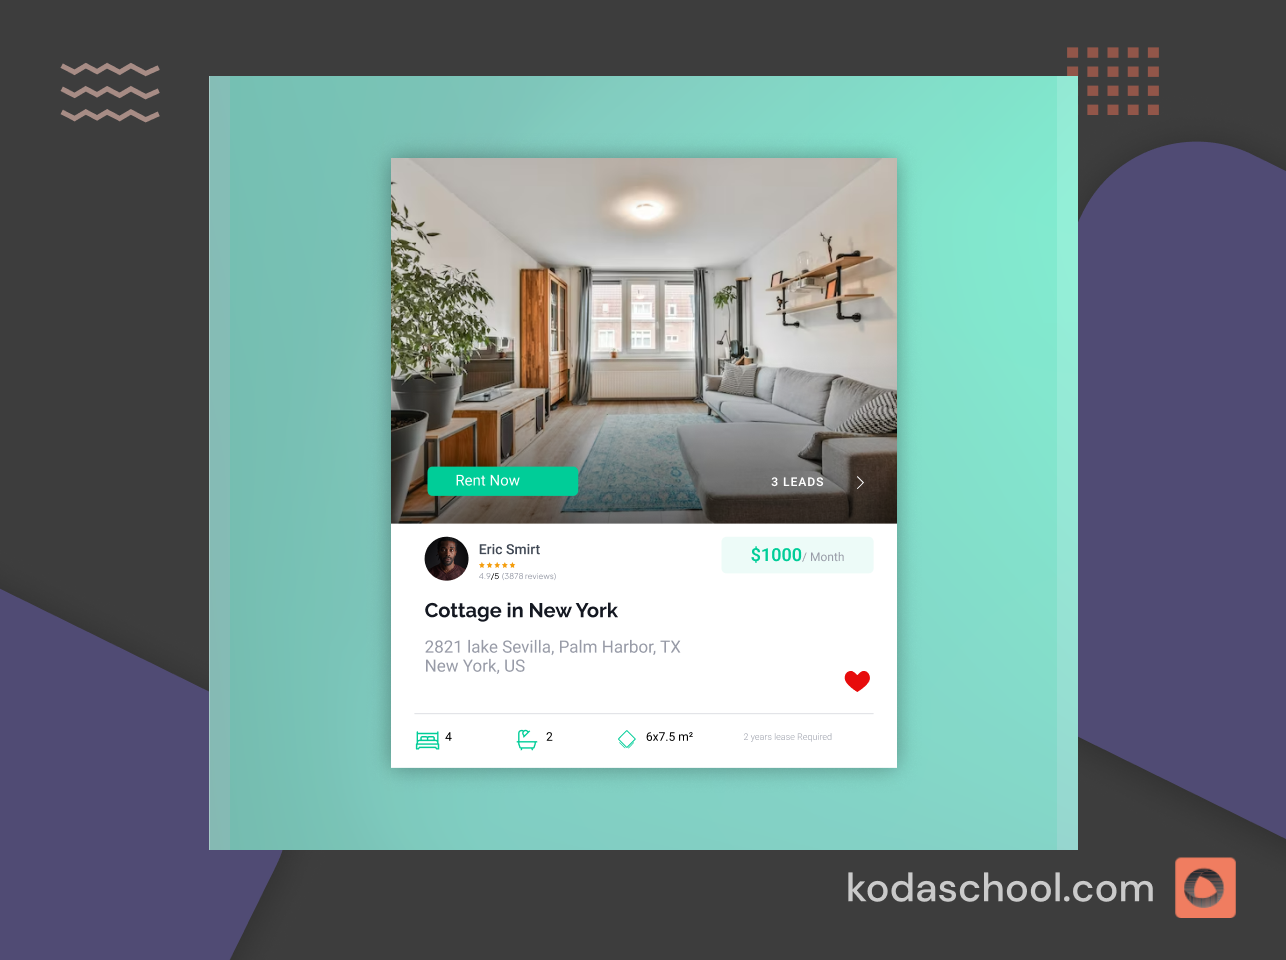 Rent Now
3 LEADS
Eric Smirt
4.9/5 (3878 reviews)
$1000/ Month
Cottage in New York
2821 lake Sevilla, Palm Harbor, TX
New York, US
4
2
6x7.5 m²
2 years lease Required
kodaschool.com